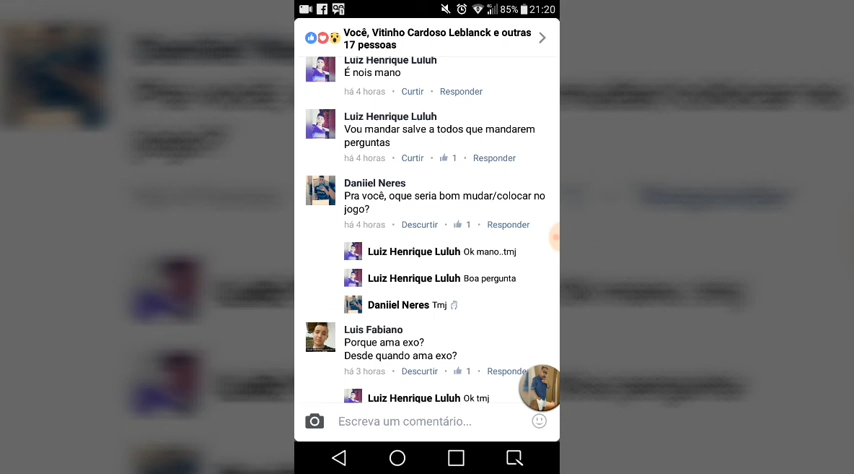 85% 21:20
Você, Vitinho Cardoso Leblanck e outras
17 pessoas
Luiz Henrique Luluh
É nois mano
há 4 horas • Curtir • Responder
Luiz Henrique Luluh
Vou mandar salve a todos que mandarem
perguntas
há 4 horas • Curtir • 1 • Responder
Daniiel Neres
Pra você, oque seria bom mudar/colocar no
jogo?
há 4 horas • Descurtir • 1 • Responder
Luiz Henrique Luluh Ok mano..tmj
Luiz Henrique Luluh Boa pergunta
Daniiel Neres Tmj
Luis Fabiano
Porque ama exo?
Desde quando ama exo?
há 3 horas • Descurtir • 1 • Responde
Luiz Henrique Luluh Ok tmj
Escreva um comentário...